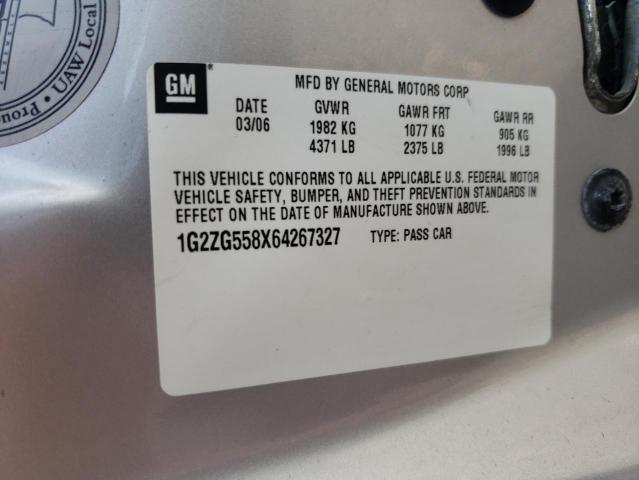 Proud
UAW Local
GM
MFD BY GENERAL MOTORS CORP
DATE GVWR GAWR FRT GAWR RR
03/06 1982 KG 1077 KG 905 KG
4371 LB 2375 LB 1996 LB
THIS VEHICLE CONFORMS TO ALL APPLICABLE U.S. FEDERAL MOTOR
VEHICLE SAFETY, BUMPER, AND THEFT PREVENTION STANDARDS IN
EFFECT ON THE DATE OF MANUFACTURE SHOWN ABOVE.
1G2ZG558X64267327 TYPE: PASS CAR